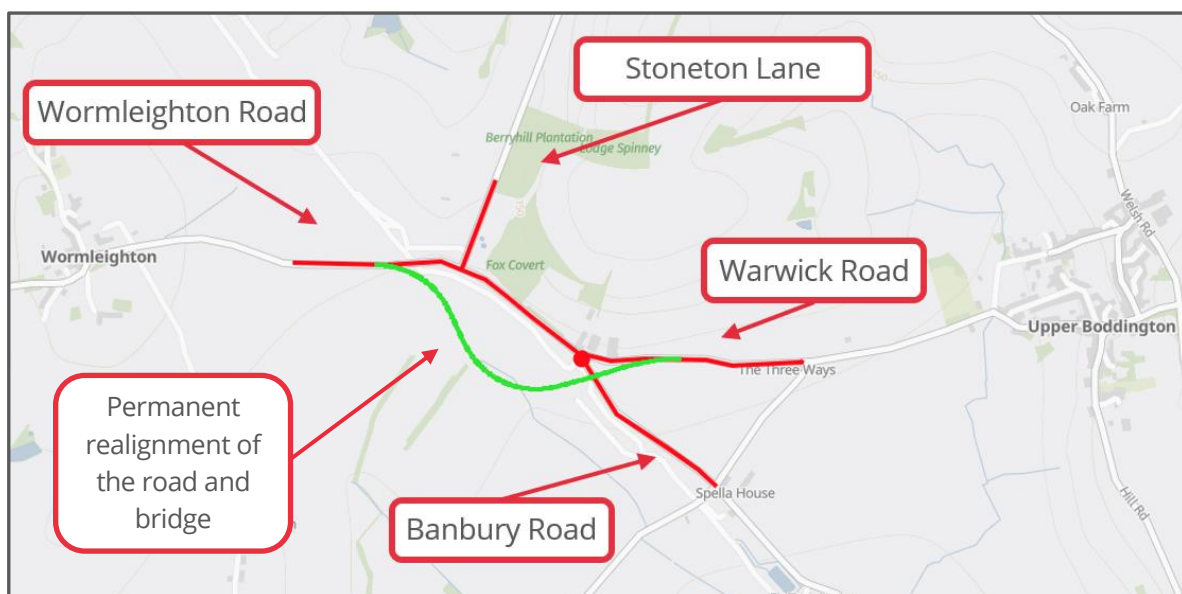 Stoneton Lane
Wormleighton Road
Oak Farm
Berryhill Plantation
Lodge Spinney
150
Welsh Rd
Wormleighton
Fox Covert
Warwick Road
Upper Boddington
The Three Ways
Permanent
realignment of
the road and
bridge
Banbury Road
Spella House
Hill Rd